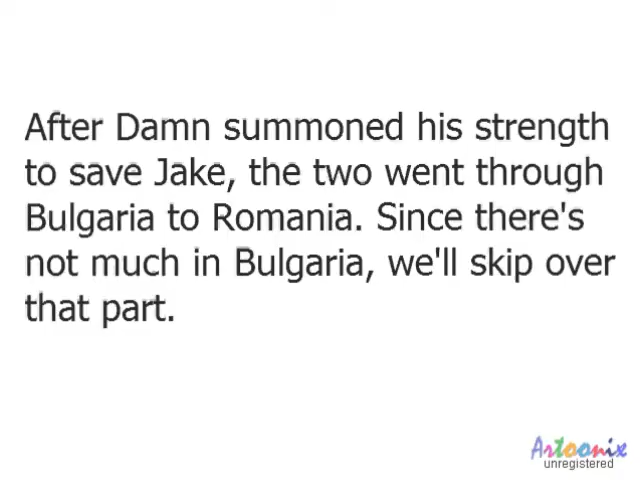 After Damn summoned his strength
to save Jake, the two went through
Bulgaria to Romania. Since there's
not much in Bulgaria, we'll skip over
that part.
Artoonix
unregistered